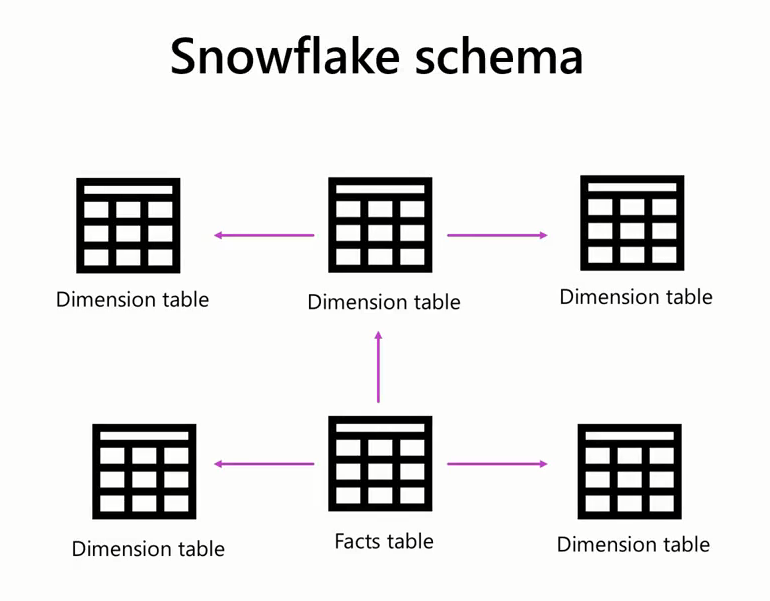 Snowflake schema
Dimension table
Dimension table
Dimension table
Dimension table
Facts table
Dimension table